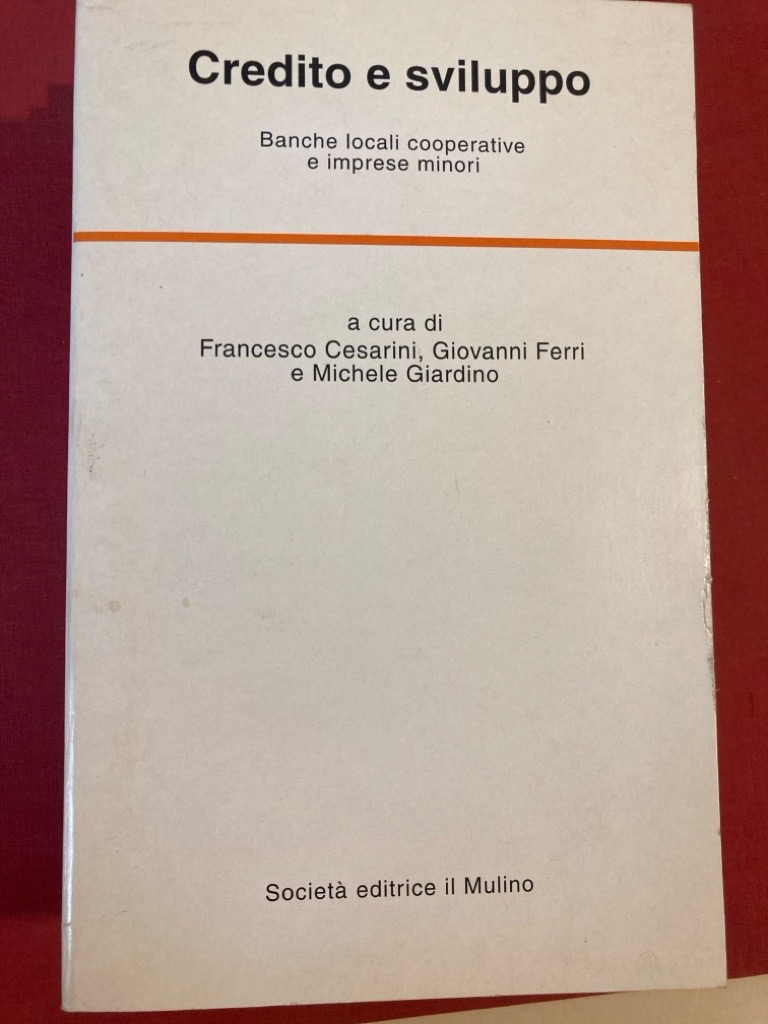 Credito e sviluppo
Banche locali cooperative
e imprese minori
a cura di
Francesco Cesarini, Giovanni Ferri
e Michele Giardino
Società editrice il Mulino